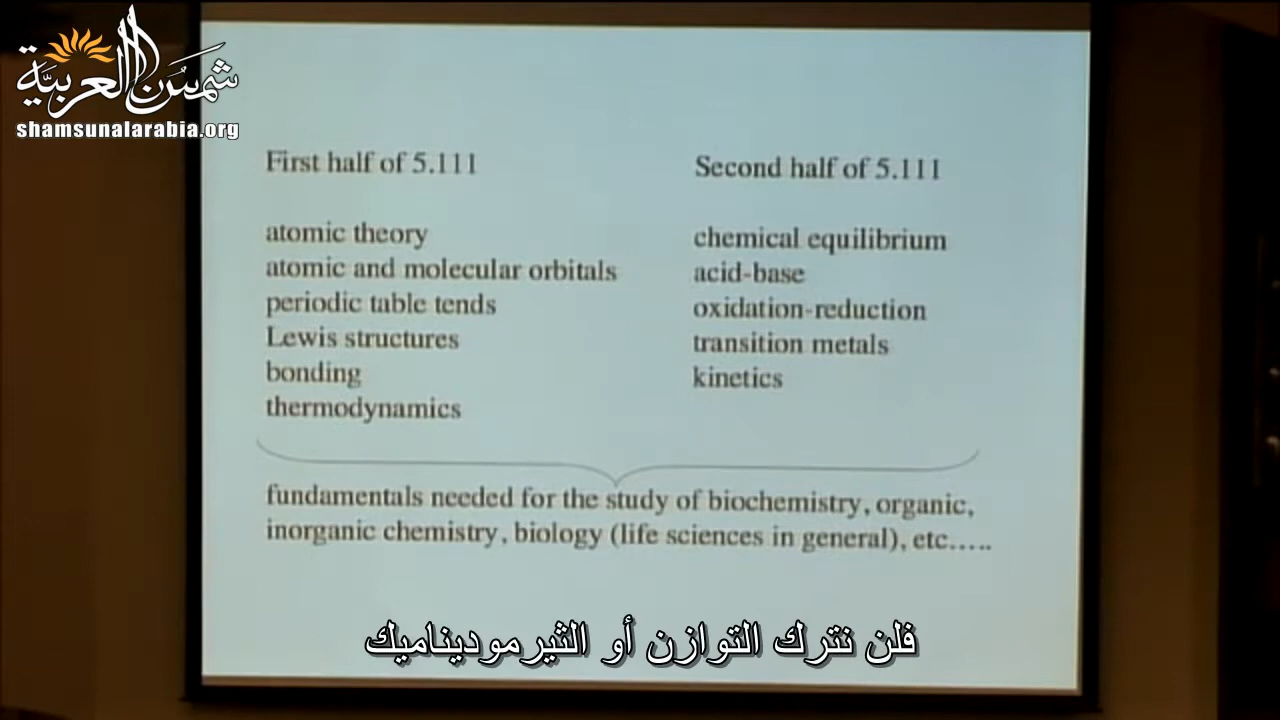 شمس العربية
shamsunalarabia.org
First half of 5.111
atomic theory
atomic and molecular orbitals
periodic table tends
Lewis structures
bonding
thermodynamics
Second half of 5.111
chemical equilibrium
acid-base
oxidation-reduction
transition metals
kinetics
fundamentals needed for the study of biochemistry, organic,
inorganic chemistry, biology (life sciences in general), etc…..
فلن نترك التوازن أو الثيرموديناميك